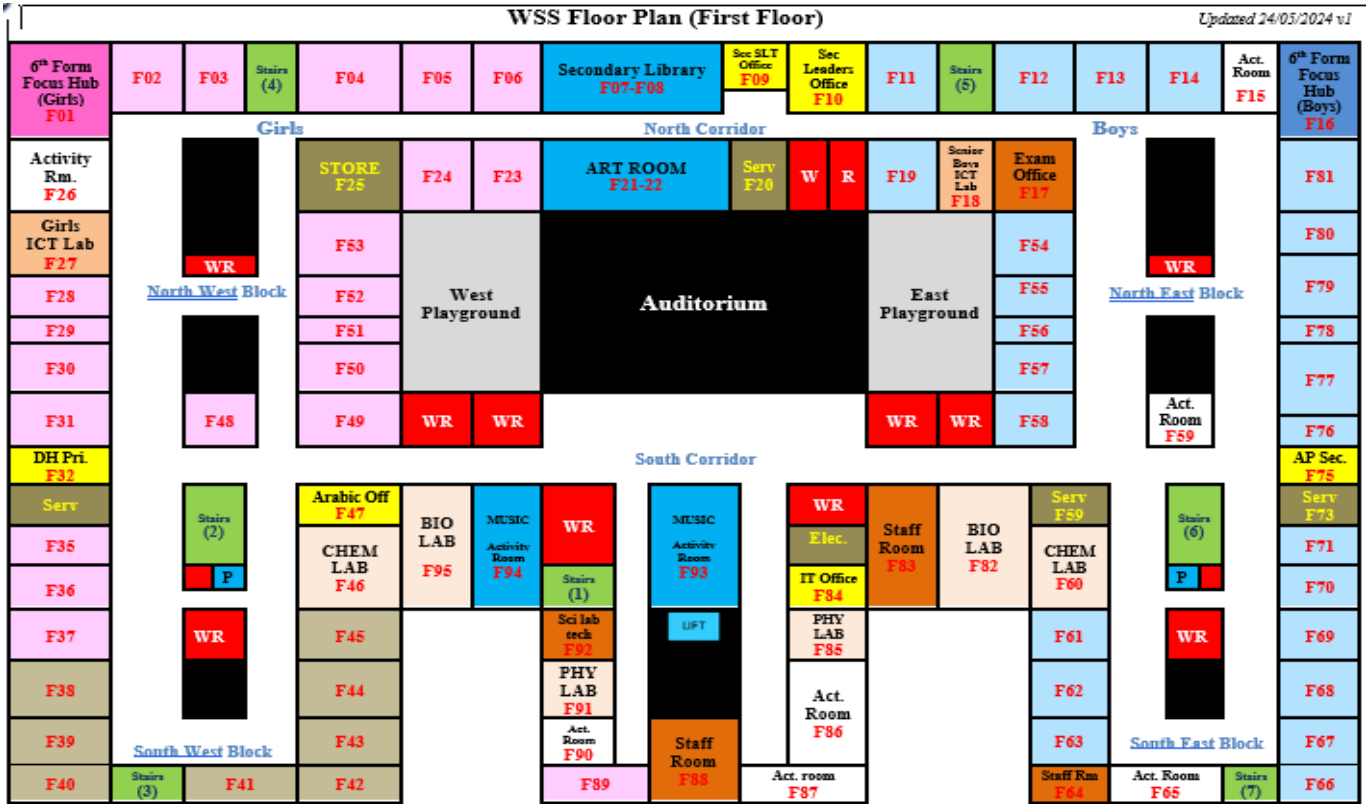 WSS Floor Plan (First Floor)
Updated 24/05/2024 v1
6th Form
Focus Hub
(Girls)
F01
F02
F03
Stairs
(4)
F04
F05
F06
Secondary Library
F07-F08
Sec SLT
Office
F09
Sec
Leaders
Office
F10
F11
Stairs
(5)
F12
F13
F14
Act.
Room
F15
6th Form
Focus
Hub
(Boys)
F16
Girls
North Corridor
Boys
Activity
Rm.
F26
STORE
F25
F24
F23
ART ROOM
F21-22
Serv
F20
W
R
F19
Senior
Boys
ICT
Lab
F18
Exam
Office
F17
F81
Girls
ICT Lab
F27
WR
F53
West
Playground
Auditorium
East
Playground
F54
WR
F80
F28
North West Block
F52
F55
North East Block
F79
F29
F51
F56
F78
F30
F50
F57
F77
F31
F48
F49
WR
WR
WR
WR
F58
Act.
Room
F59
F76
DH Pri.
F32
South Corridor
AP Sec.
F75
Serv
Stairs
(2)
Arabic Off
F47
BIO
LAB
F95
MUSIC
Activity
Room
F94
WR
MUSIC
Activity
Room
F93
WR
Staff
Room
F83
BIO
LAB
F82
Serv
F59
Stairs
(6)
Serv
F73
F35
CHEM
LAB
F46
Elec.
CHEM
LAB
F60
F71
F36
P
Stairs
(1)
IT Office
F84
P
F70
F37
WR
F45
Sci lab
tech
F92
LIFT
PHY
LAB
F85
F61
WR
F69
F38
F44
PHY
LAB
F91
Act.
Room
F86
F62
F68
F39
South West Block
F43
Act.
Room
F90
Staff
Room
F88
F63
South East Block
F67
F40
Stairs
(3)
F41
F42
F89
Act. room
F87
Staff Rm
F64
Act. Room
F65
Stairs
(7)
F66